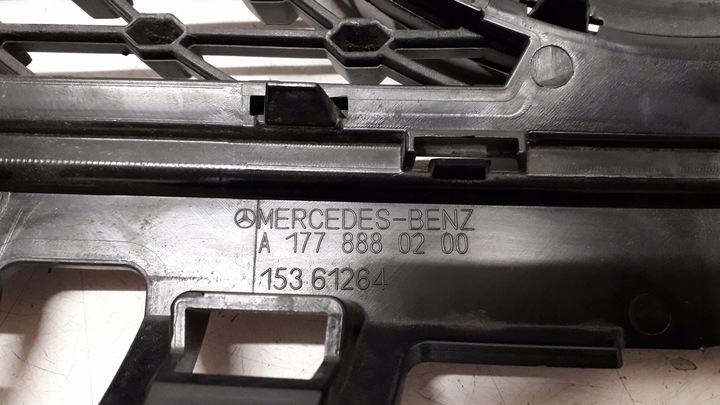 MERCEDES-BENZ
A 177 888 02 00
153 61264